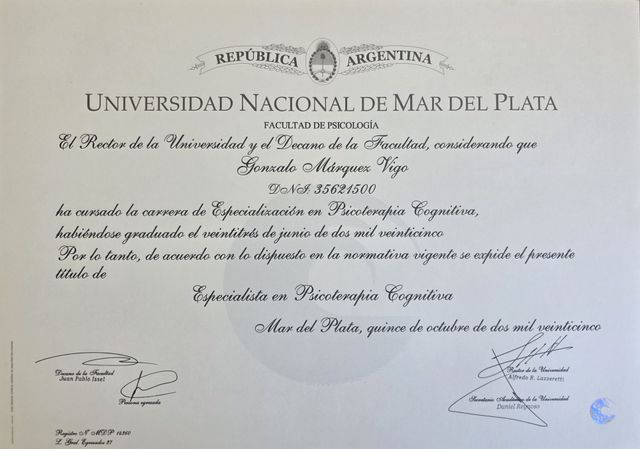 REPÚBLICA ARGENTINA
UNIVERSIDAD NACIONAL DE MAR DEL PLATA
FACULTAD DE PSICOLOGÍA
El Rector de la Universidad y el Decano de la Facultad, considerando que
Gonzalo Márquez Vigo
DNI: 35621500
ha cursado la carrera de Especialización en Psicoterapia Cognitiva,
habiéndose graduado el veintitrés de junio de dos mil veinticinco
Por lo tanto, de acuerdo con lo dispuesto en la normativa vigente se expide el presente
título de
Especialista en Psicoterapia Cognitiva
Mar del Plata, quince de octubre de dos mil veinticinco
Decano de la Facultad
Juan Pablo Issel
Persona egresada
Rector de la Universidad
Alfredo R. Lazzeretti
Secretario Académico de la Universidad
Daniel Reynoso
Registro Nº MDP 14360
L. Gral. Egresados 27